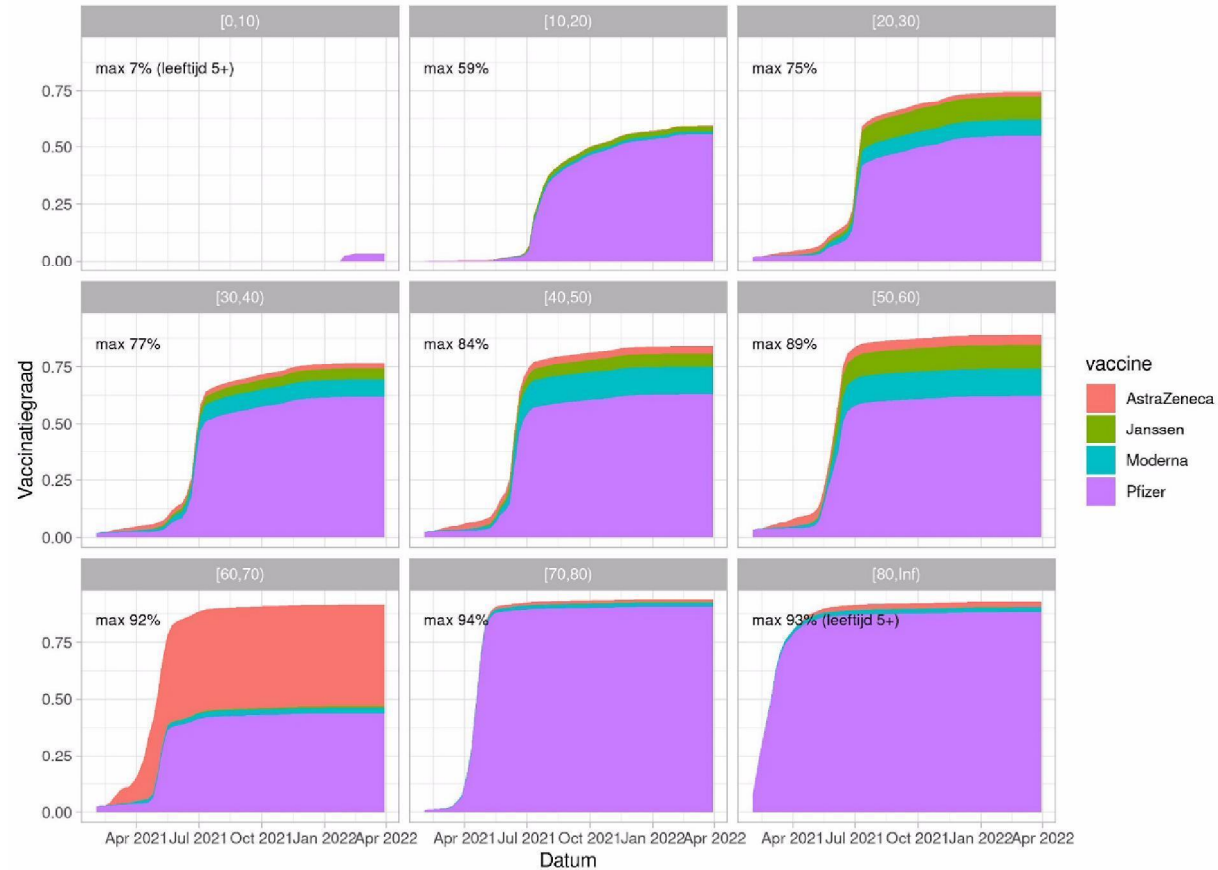 [0,10)
[10,20)
[20,30)
max 7% (leeftijd 5+)
max 59%
max 75%
0.75
0.50
0.25
0.00
[30,40)
[40,50)
[50,60)
max 77%
max 84%
max 89%
0.75
0.50
0.25
0.00
Vaccinatiegraad
vaccine
AstraZeneca
Janssen
Moderna
Pfizer
[60,70)
[70,80)
[80,Inf)
max 92%
max 94%
max 93% (leeftijd 5+)
0.75
0.50
0.25
0.00
Apr 2021 Jul 2021 Oct 2021 Jan 2022 Apr 2022
Apr 2021 Jul 2021 Oct 2021 Jan 2022 Apr 2022
Apr 2021 Jul 2021 Oct 2021 Jan 2022 Apr 2022
Datum